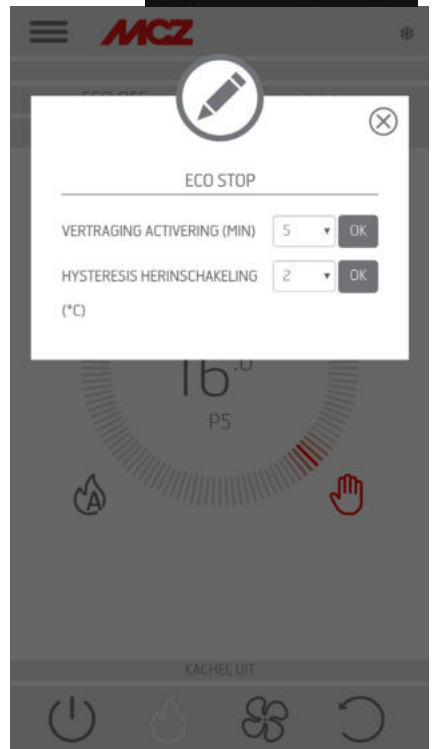 MCZ
ECO STOP
VERTRAGING ACTIVERING (MIN) 5 OK
HYSTERESIS HERINSCHAKELING 2 OK
(°C)
16.0
P5
A
KACHEL UIT